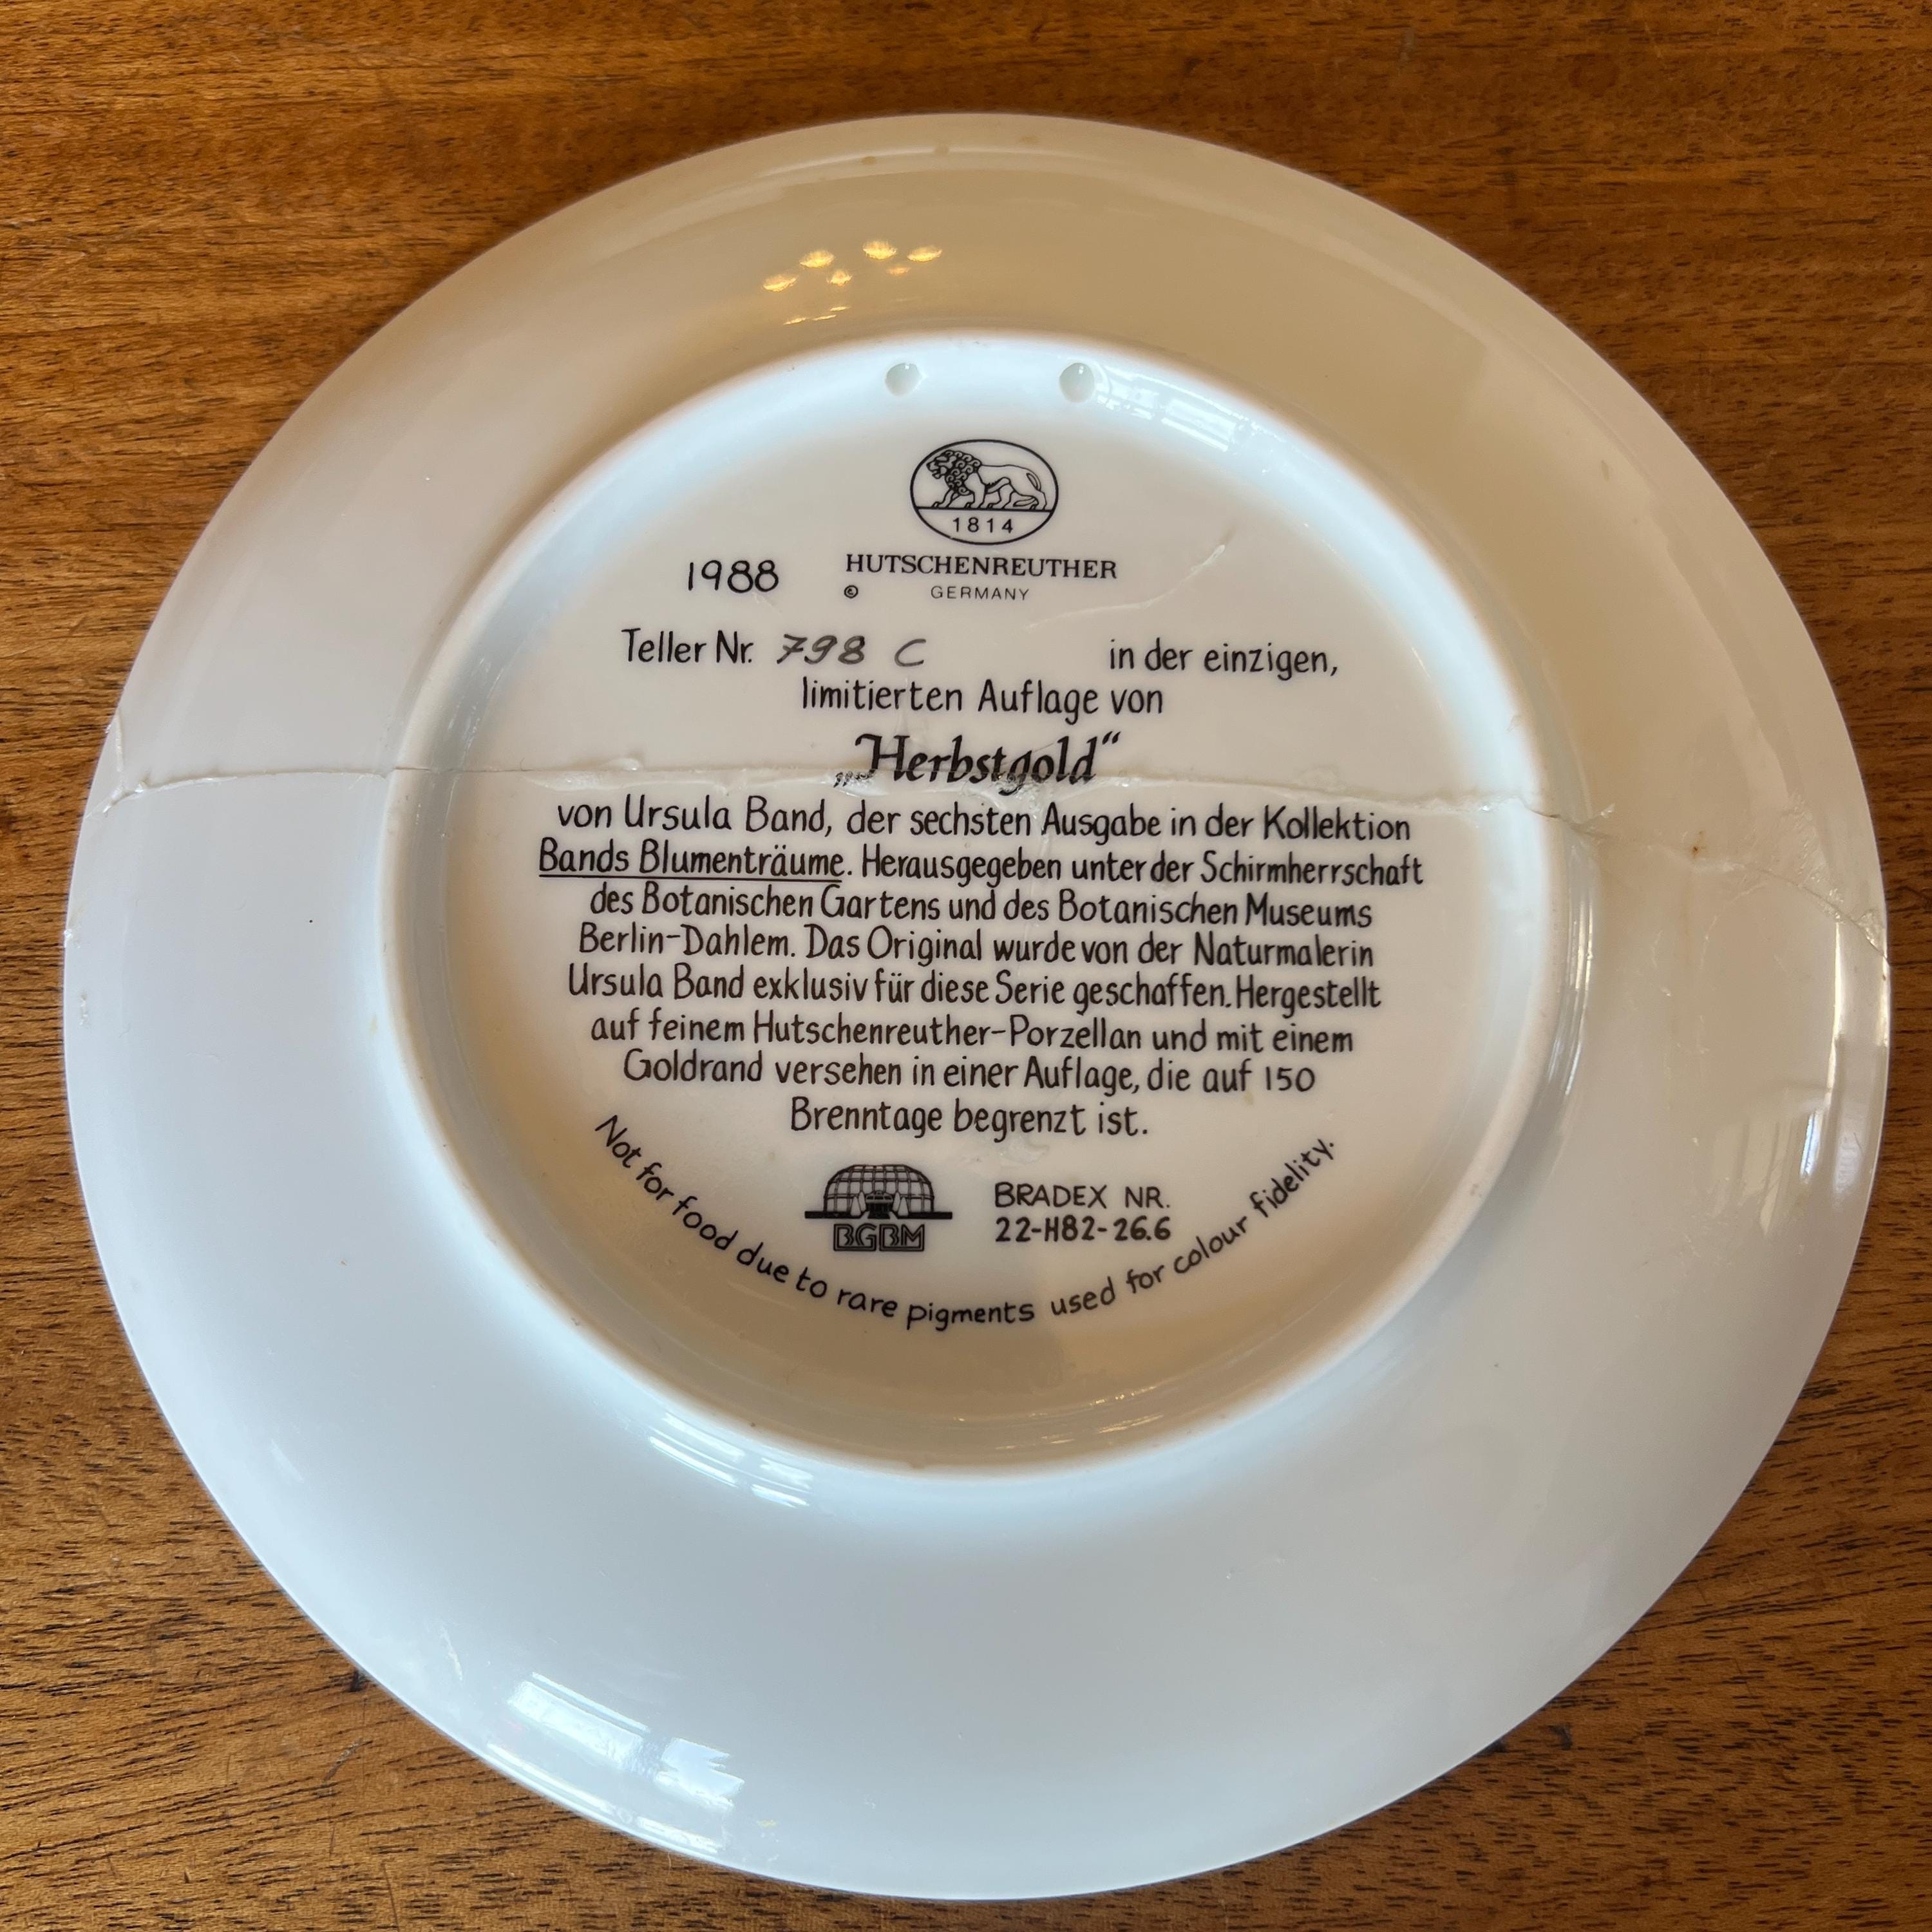 1814
HUTSCHENREUTHER
1988 © GERMANY
Teller Nr. 798 C in der einzigen,
limitierten Auflage von
„Herbstgold“
von Ursula Band, der sechsten Ausgabe in der Kollektion
Bands Blumenträume. Herausgegeben unter der Schirmherrschaft
des Botanischen Gartens und des Botanischen Museums
Berlin-Dahlem. Das Original wurde von der Naturmalerin
Ursula Band exklusiv für diese Serie geschaffen. Hergestellt
auf feinem Hutschenreuther-Porzellan und mit einem
Goldrand versehen in einer Auflage, die auf 150
Brenntage begrenzt ist.
BGBM
BRADEX NR.
22-H82-26.6
Not for food due to rare pigments used for colour fidelity.